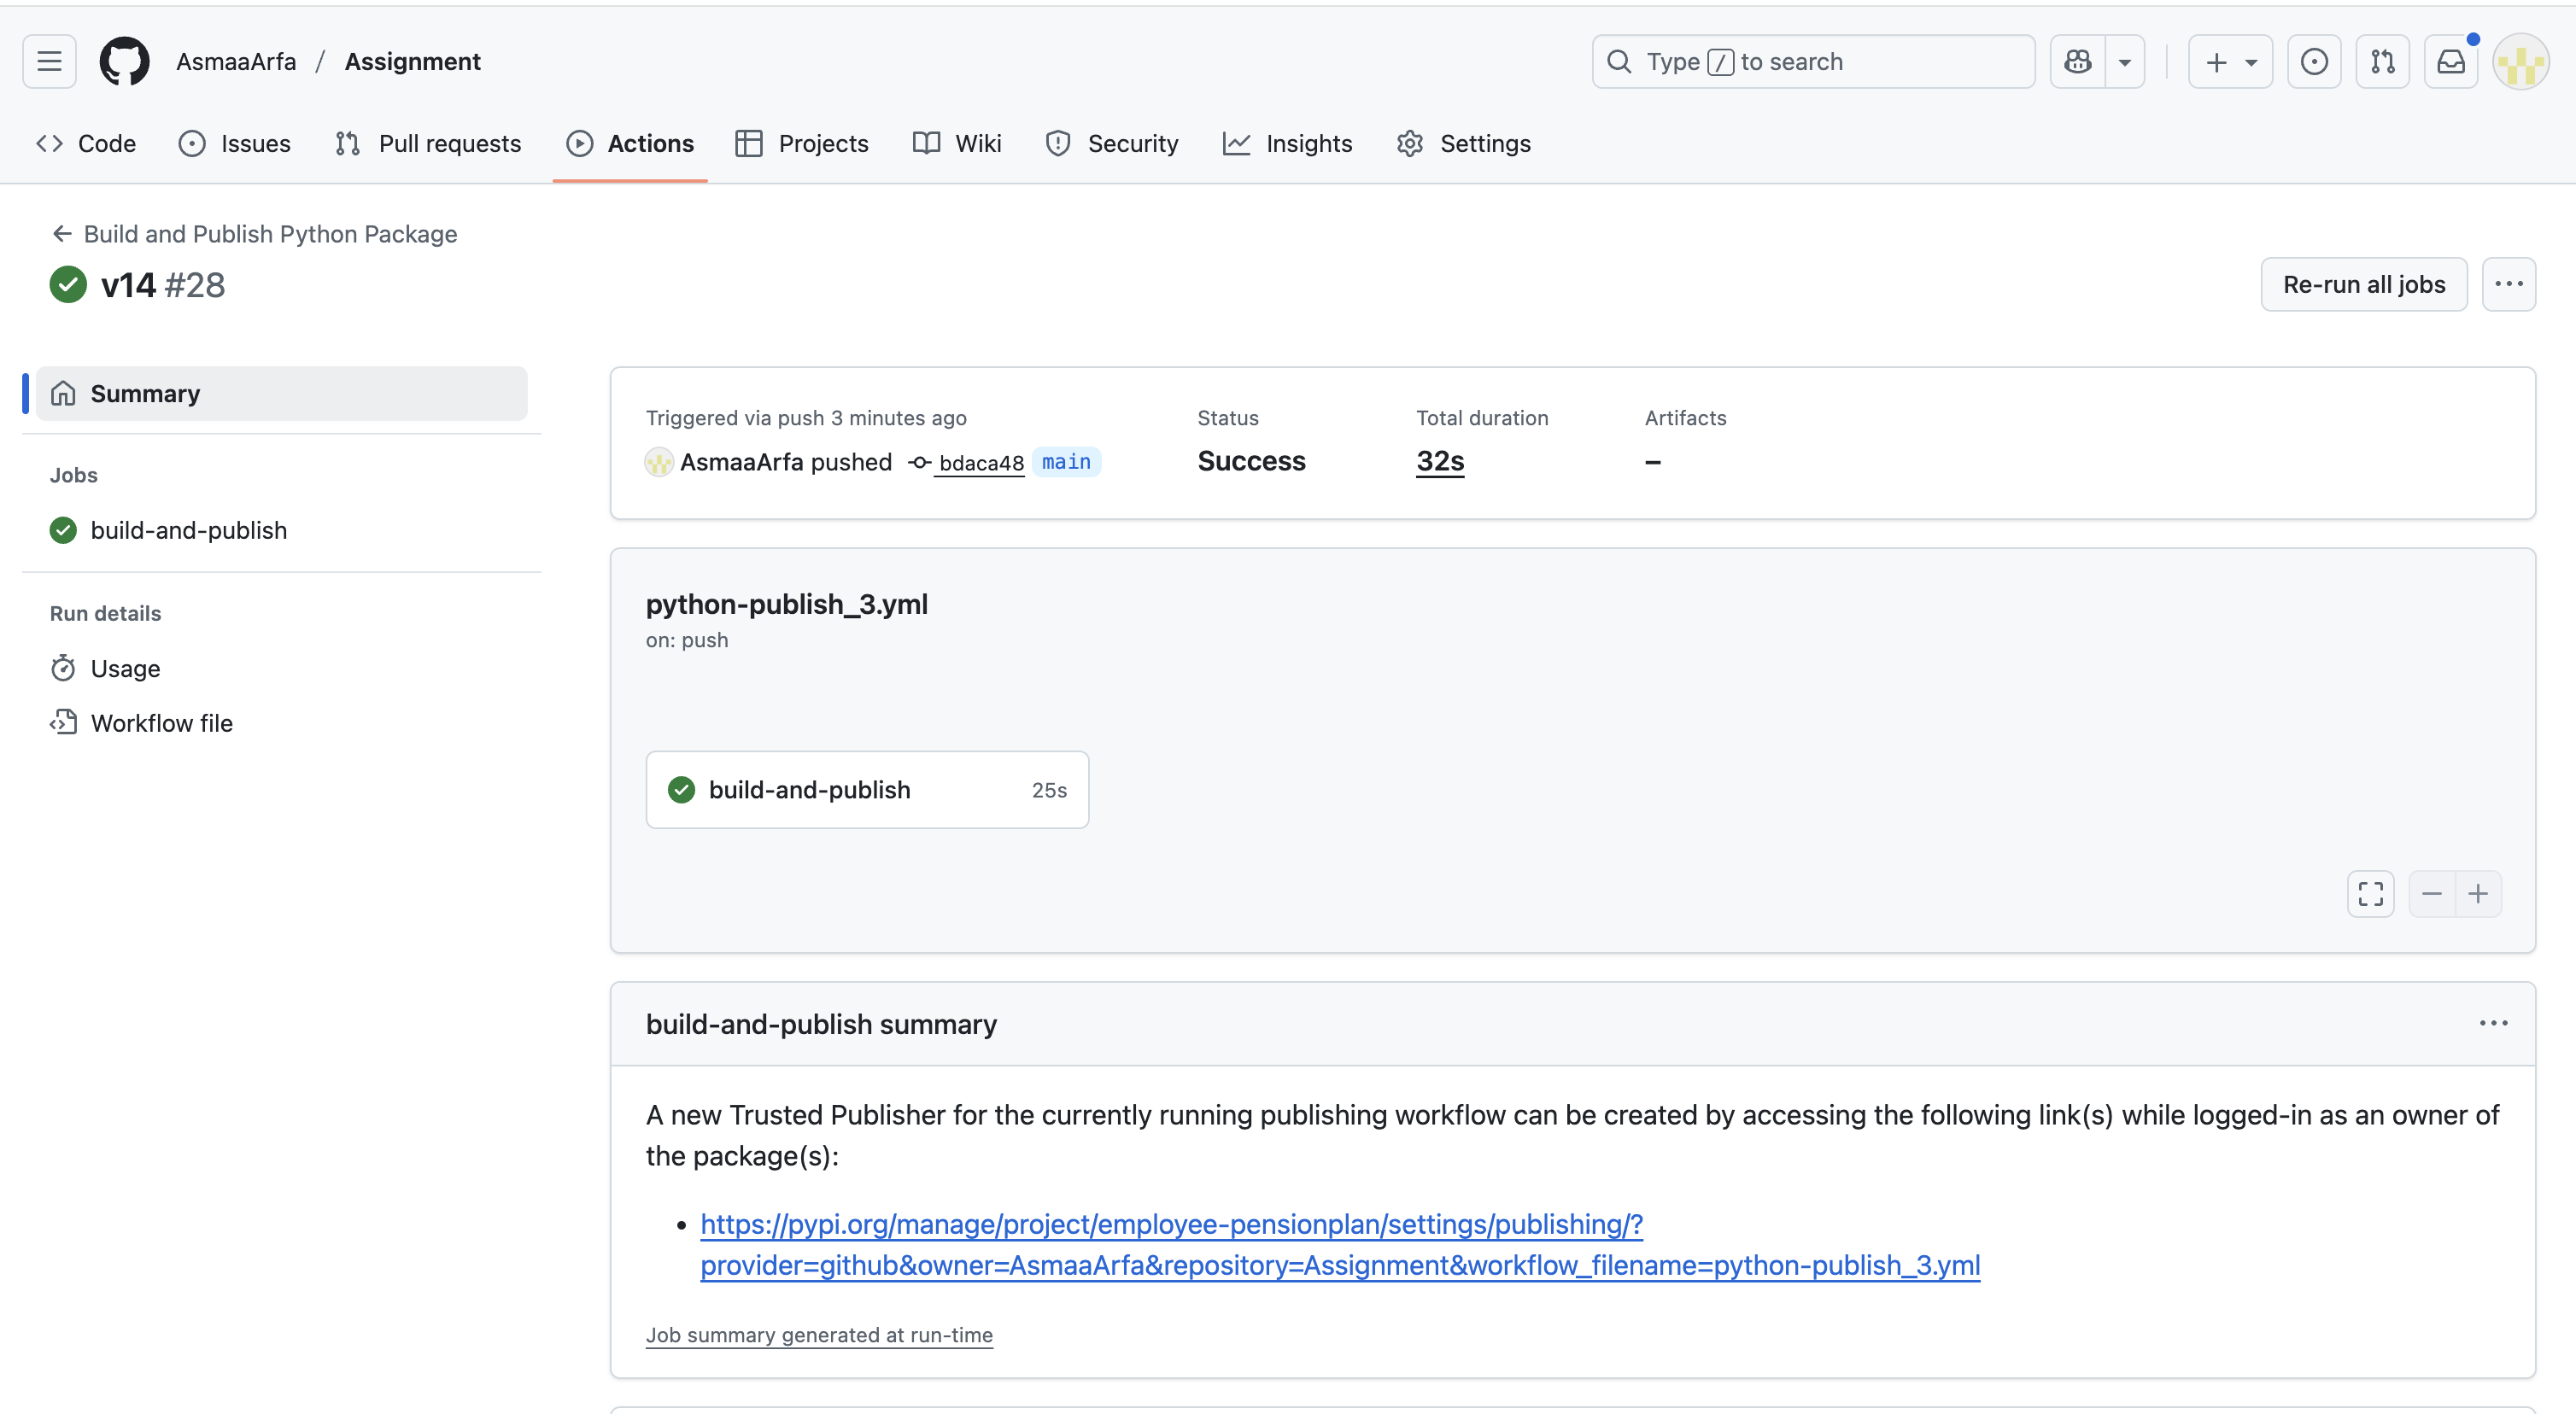 AsmaaArfa / Assignment
Type / to search
Code Issues Pull requests Actions Projects Wiki Security Insights Settings
Build and Publish Python Package
v14 #28
Re-run all jobs
Summary
Jobs
build-and-publish
Run details
Usage
Workflow file
Triggered via push 3 minutes ago
AsmaaArfa pushed bdaca48 main
Status
Success
Total duration
32s
Artifacts
–
python-publish_3.yml
on: push
build-and-publish 25s
build-and-publish summary
A new Trusted Publisher for the currently running publishing workflow can be created by accessing the following link(s) while logged-in as an owner of
the package(s):
• https://pypi.org/manage/project/employee-pensionplan/settings/publishing/?
provider=github&owner=AsmaaArfa&repository=Assignment&workflow_filename=python-publish_3.yml
Job summary generated at run-time